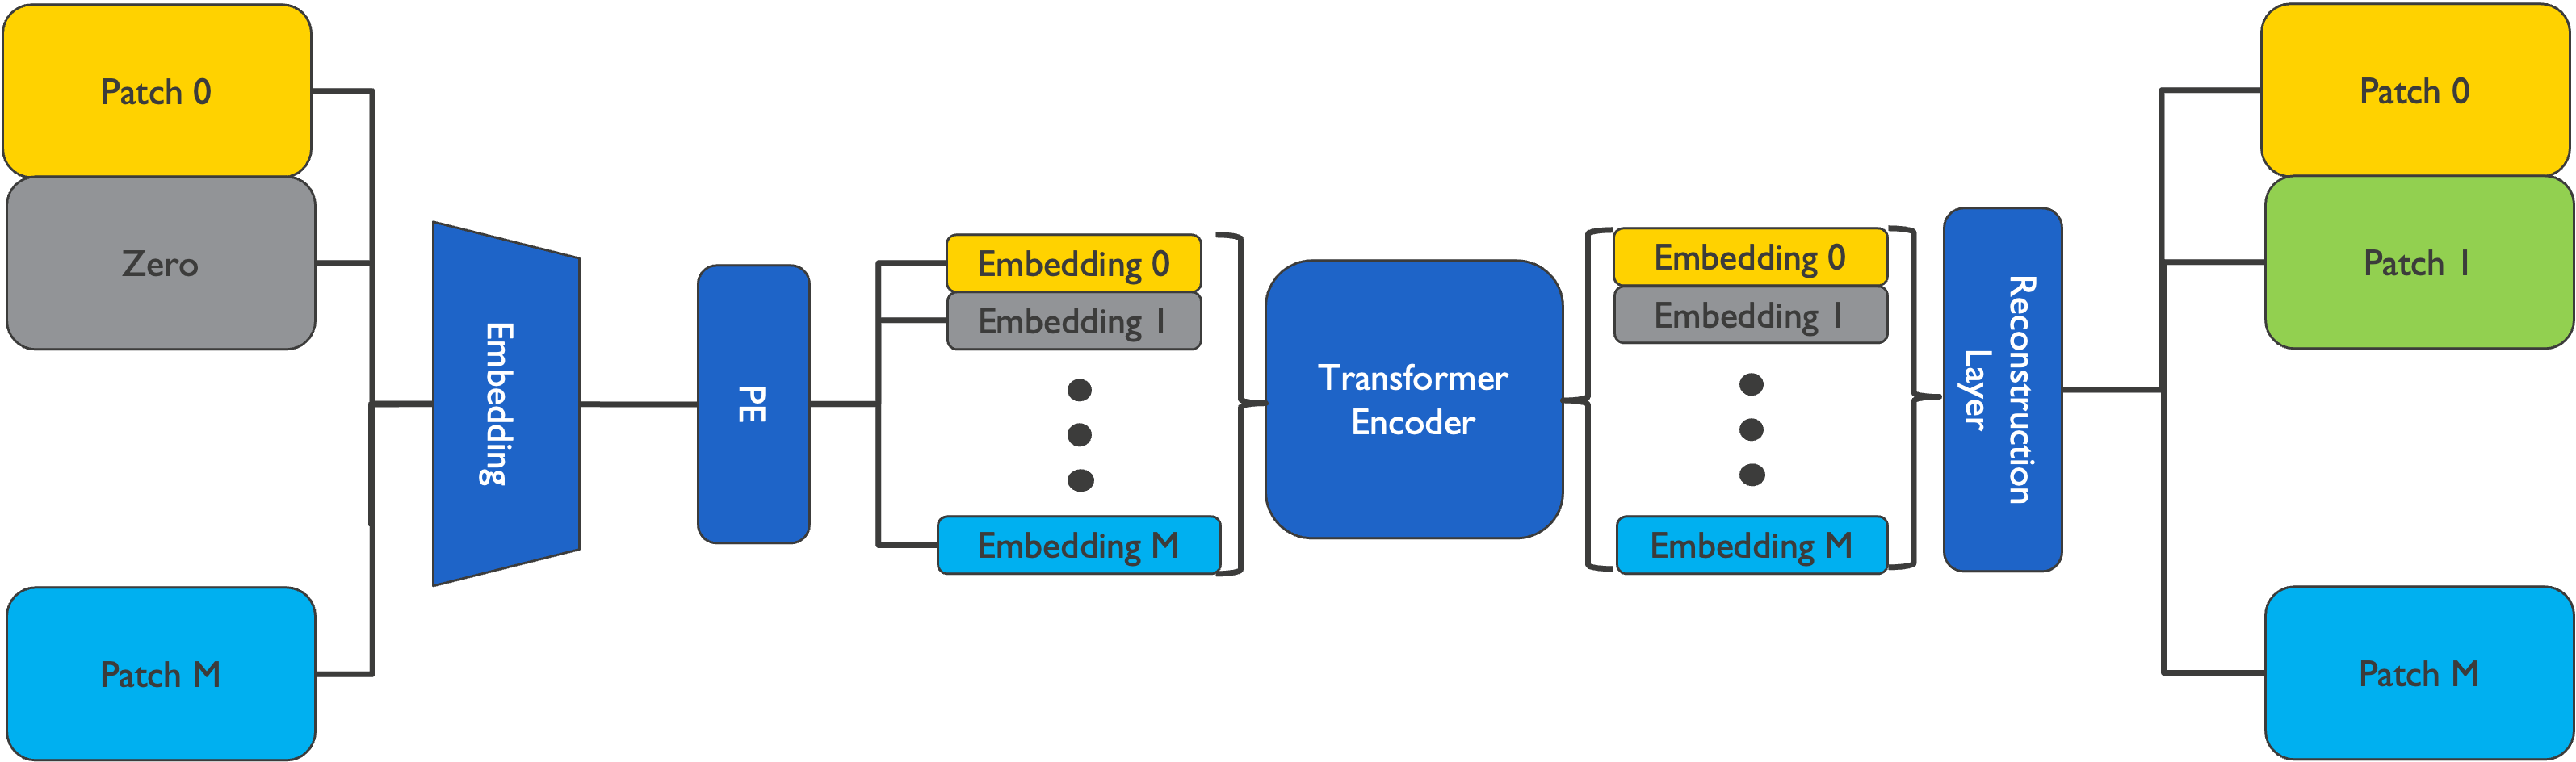 Patch 0
Zero
Patch M
Embedding
PE
Embedding 0
Embedding 1
Embedding M
Transformer
Encoder
Embedding 0
Embedding 1
Embedding M
Reconstruction
Layer
Patch 0
Patch 1
Patch M